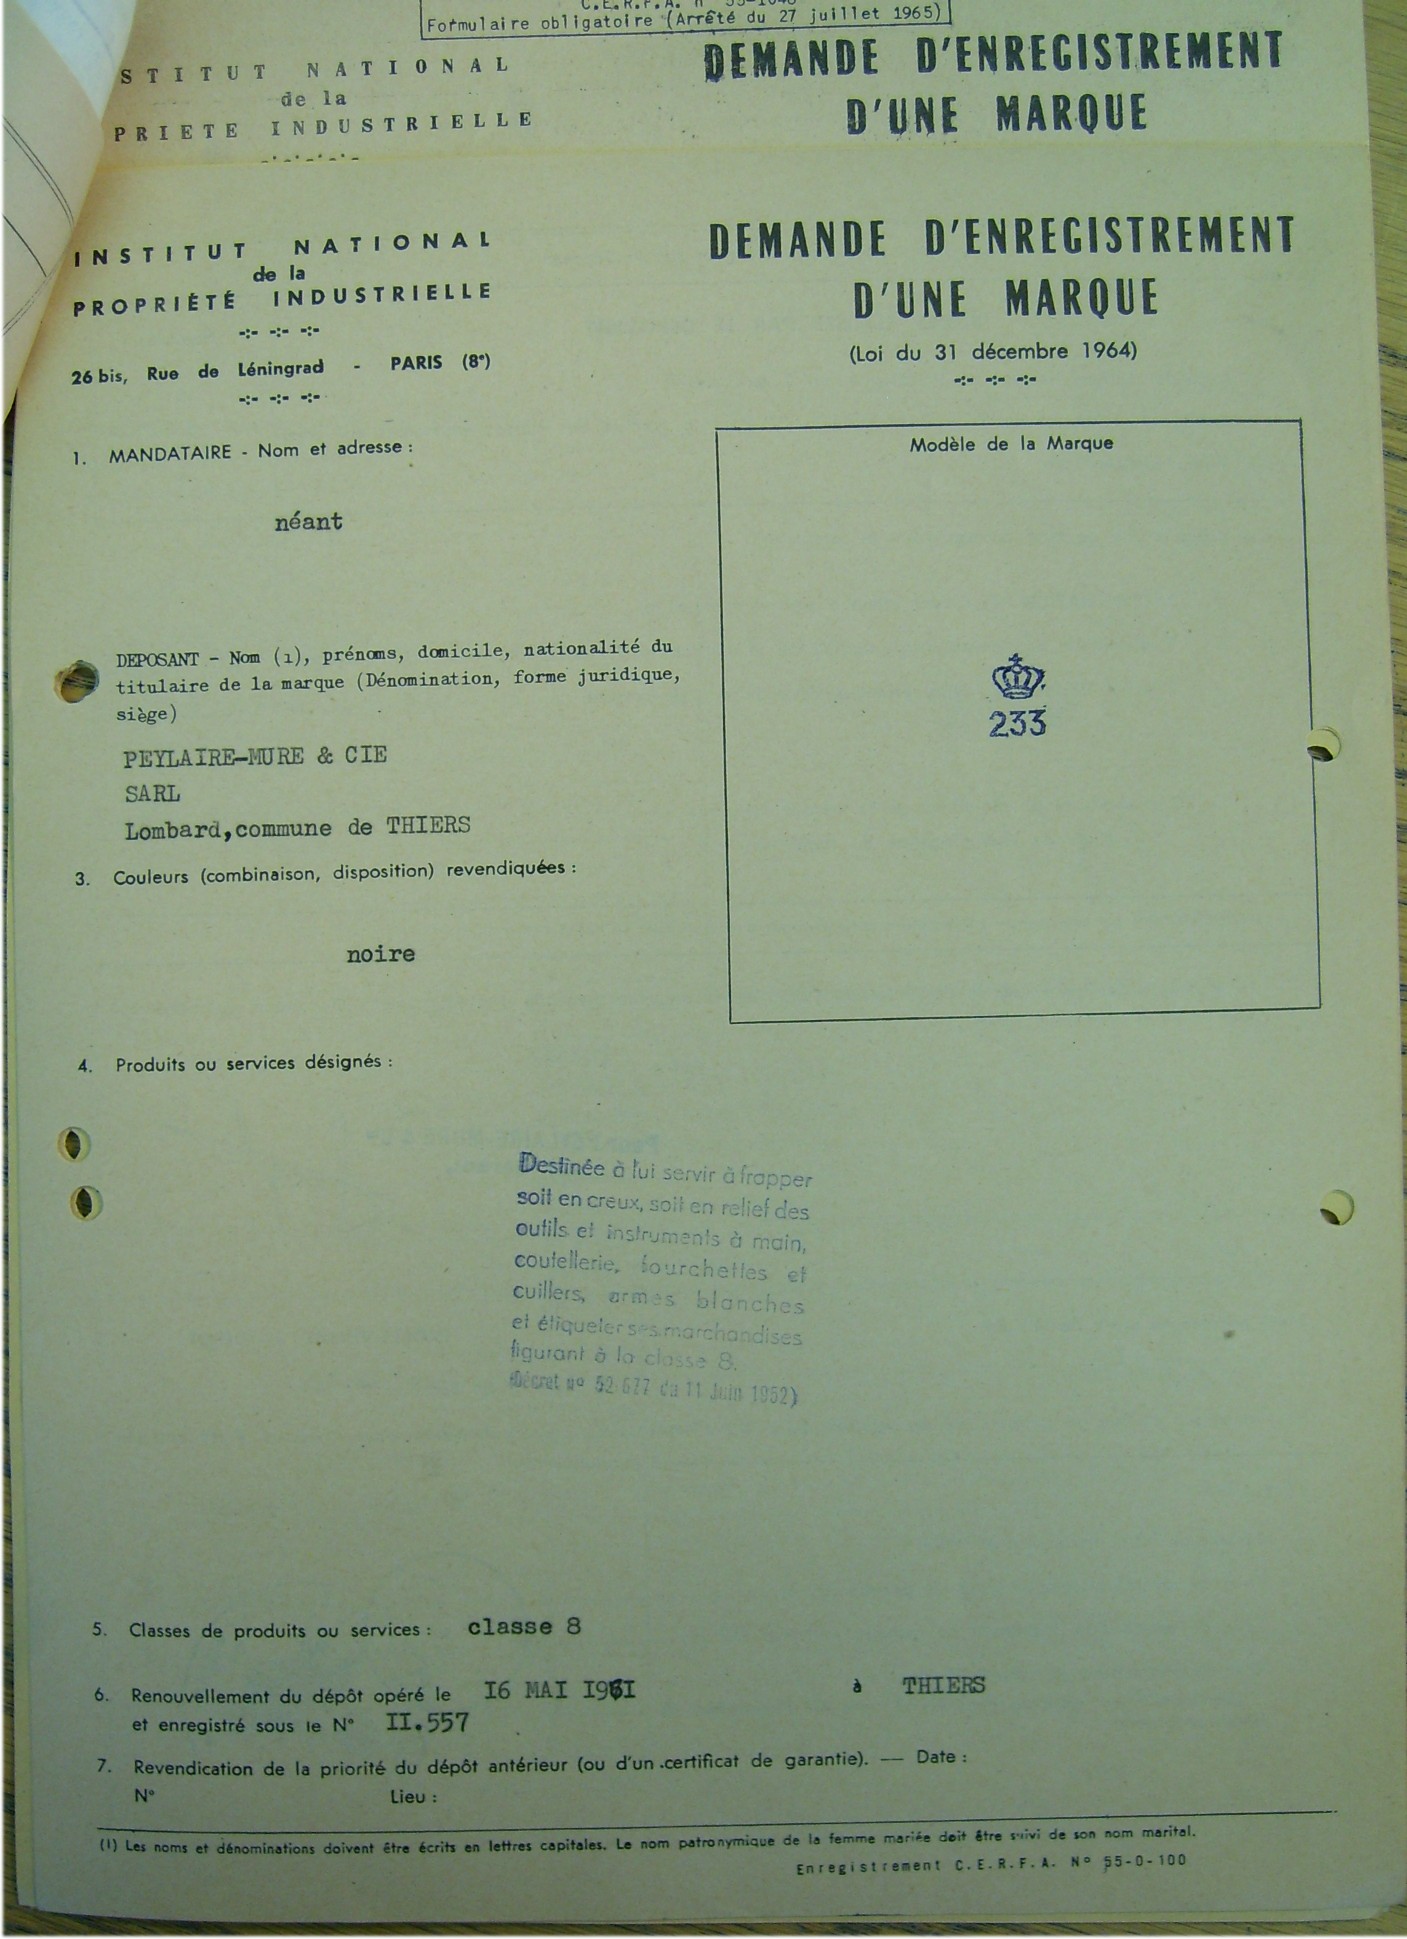 Formulaire obligatoire (Arrêté du 27 juillet 1965)
STITUT NATIONAL
de la
PRIETE INDUSTRIELLE
DEMANDE D'ENREGISTREMENT
D'UNE MARQUE
INSTITUT NATIONAL
de la
PROPRIÉTÉ INDUSTRIELLE
26 bis, Rue de Léningrad - PARIS (8e)
DEMANDE D'ENREGISTREMENT
D'UNE MARQUE
(Loi du 31 décembre 1964)
1. MANDATAIRE - Nom et adresse :
néant
Modèle de la Marque
233
DEPOSANT - Nom (1), prénoms, domicile, nationalité du
titulaire de la marque (Dénomination, forme juridique,
siège)
PEYLAIRE-MURE & CIE
SARL
Lombard,commune de THIERS
3. Couleurs (combinaison, disposition) revendiquées :
noire
4. Produits ou services désignés :
Destinée à lui servir à frapper
soit en creux, soit en relief des
outils et instruments à main,
coutellerie, fourchettes et
cuillers, armes blanches
et étiqueter ses marchandises
figurant à la classe 8.
(Décret nº 52-677 du 11 Juin 1952)
5. Classes de produits ou services : classe 8
6. Renouvellement du dépôt opéré le I6 MAI à THIERS
et enregistré sous le N° II.557
7. Revendication de la priorité du dépôt antérieur (ou d'un certificat de garantie). — Date :
N° Lieu :
(1) Les noms et dénominations doivent être écrits en lettres capitales. Le nom patronymique de la femme mariée doit être suivi de son nom marital.
Enregistrement C.E.R.F.A. N° 55-0-100